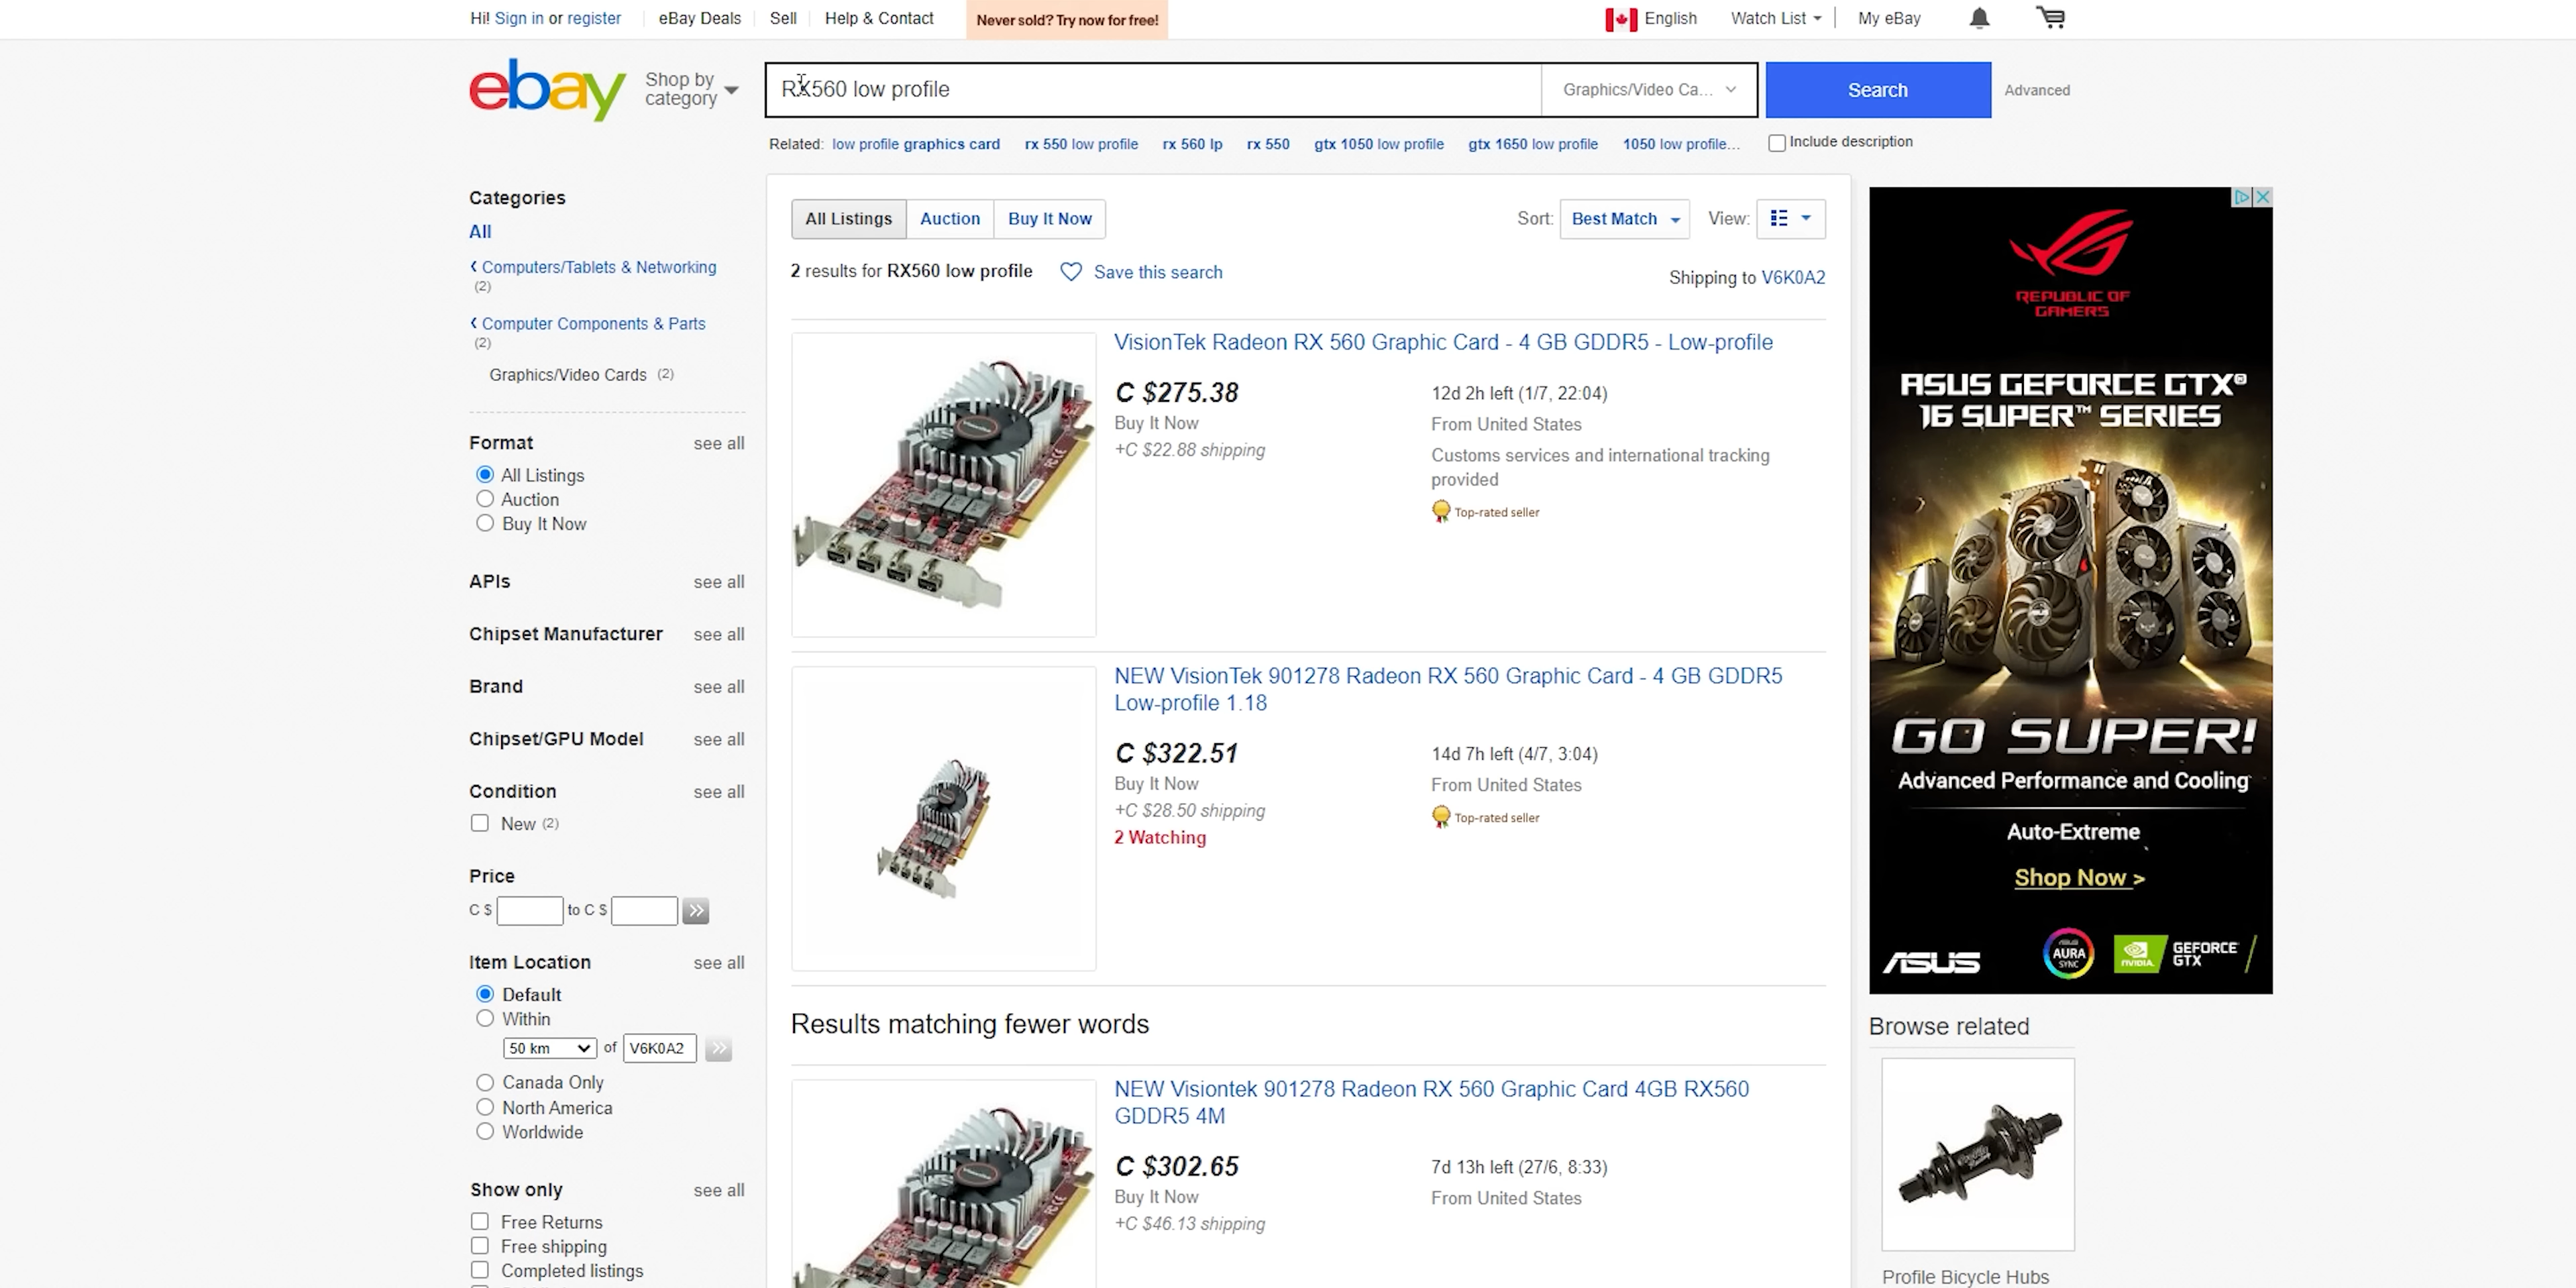 Hi! Sign in or register
eBay Deals
Sell
Help & Contact
Never sold? Try now for free!
English
Watch List
My eBay
ebay
Shop by
category
RX560 low profile
Graphics/Video Ca...
Search
Advanced
Related: low profile graphics card rx 550 low profile rx 560 lp rx 550 gtx 1050 low profile gtx 1650 low profile 1050 low profile...
Include description
Categories
All
Computers/Tablets & Networking
(2)
Computer Components & Parts
(2)
Graphics/Video Cards (2)
Format see all
All Listings
Auction
Buy It Now
APIs see all
Chipset Manufacturer see all
Brand see all
Chipset/GPU Model see all
Condition see all
New (2)
Price
C $ to C $
Item Location see all
Default
Within
50 km of V6K0A2
Canada Only
North America
Worldwide
Show only see all
Free Returns
Free shipping
Completed listings
All Listings Auction Buy It Now
Sort: Best Match View:
2 results for RX560 low profile Save this search
Shipping to V6K0A2
VisionTek Radeon RX 560 Graphic Card - 4 GB GDDR5 - Low-profile
C $275.38
Buy It Now
+C $22.88 shipping
12d 2h left (1/7, 22:04)
From United States
Customs services and international tracking
provided
Top-rated seller
NEW VisionTek 901278 Radeon RX 560 Graphic Card - 4 GB GDDR5
Low-profile 1.18
C $322.51
Buy It Now
+C $28.50 shipping
2 Watching
14d 7h left (4/7, 3:04)
From United States
Top-rated seller
Results matching fewer words
NEW Visiontek 901278 Radeon RX 560 Graphic Card 4GB RX560
GDDR5 4M
C $302.65
Buy It Now
+C $46.13 shipping
7d 13h left (27/6, 8:33)
From United States
REPUBLIC OF
GAMERS
ASUS GEFORCE GTX®
16 SUPER™ SERIES
GO SUPER!
Advanced Performance and Cooling
Auto-Extreme
Shop Now >
ASUS
AURA
SYNC
NVIDIA
GEFORCE
GTX
Browse related
Profile Bicycle Hubs